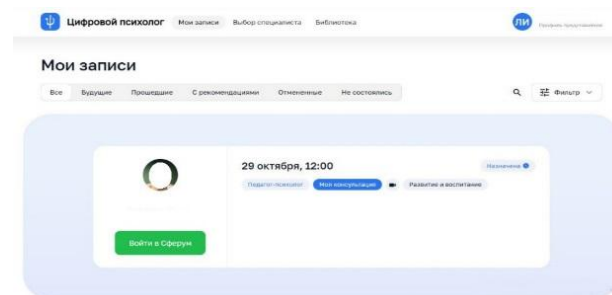 Цифровой психолог Мои записи Выбор специалиста Библиотека ЛИ
Мои записи
Все Будущие Прошедшие С рекомендациями Отмененные Не состоялись Фильтр
29 октября, 12:00 Назначена
Педагог-психолог Моя консультация Развитие и воспитание
Войти в Сферум